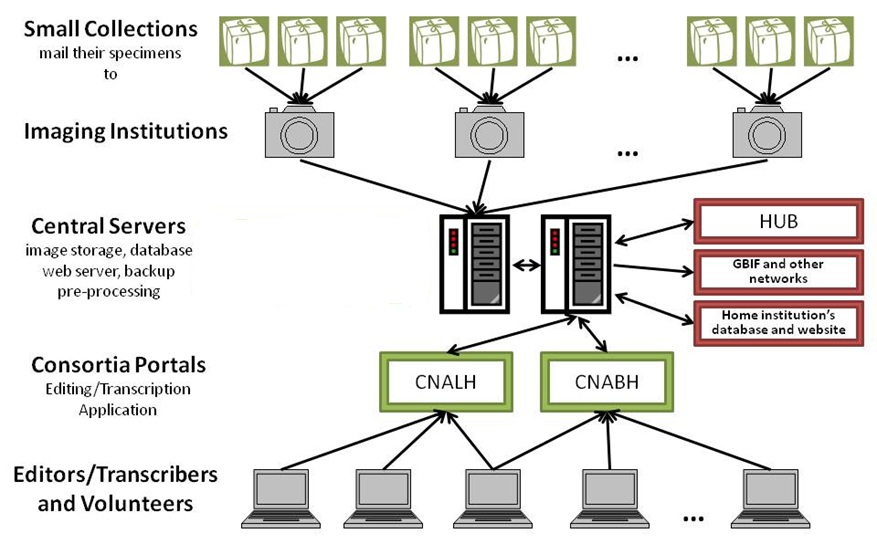 Small Collections
mail their specimens
to
...
Imaging Institutions
...
Central Servers
image storage, database
web server, backup
pre-processing
HUB
GBIF and other
networks
Home institution's
database and website
Consortia Portals
Editing/Transcription
Application
CNALH
CNABH
Editors/Transcribers
and Volunteers
...